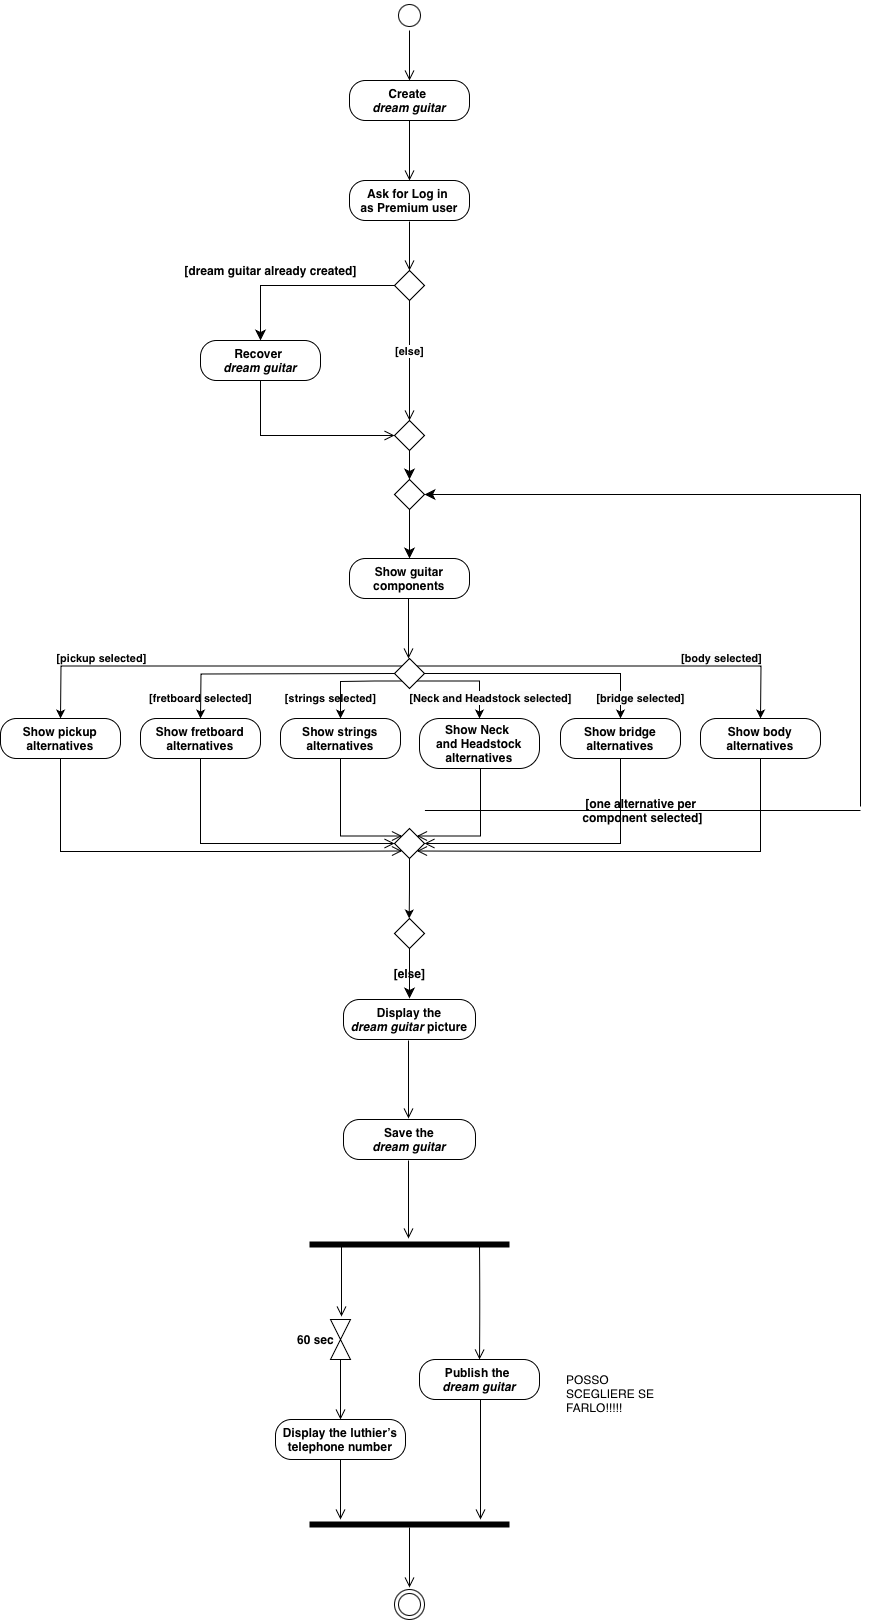 Create
dream guitar
Ask for Log in
as Premium user
[dream guitar already created]
Recover
dream guitar
[else]
Show guitar
components
[pickup selected]
[body selected]
[fretboard selected]
[strings selected]
[Neck and Headstock selected]
[bridge selected]
Show pickup
alternatives
Show fretboard
alternatives
Show strings
alternatives
Show Neck
and Headstock
alternatives
Show bridge
alternatives
Show body
alternatives
[one alternative per
component selected]
[else]
Display the
dream guitar picture
Save the
dream guitar
60 sec
Publish the
dream guitar
POSSO
SCEGLIERE SE
FARLO!!!!!
Display the luthier's
telephone number